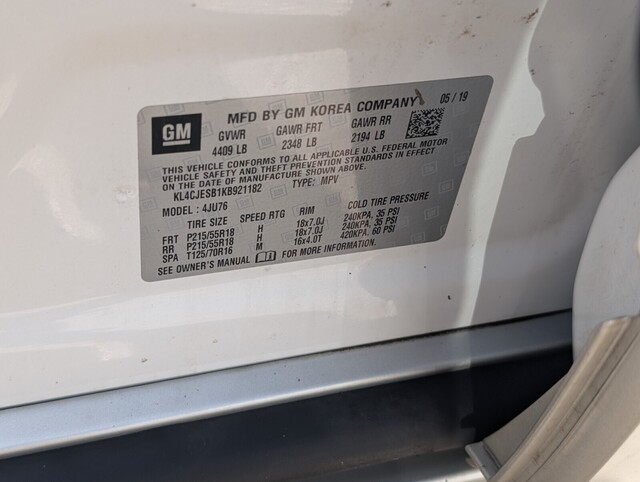 MFD BY GM KOREA COMPANY 05 / 19
GM
GVWR GAWR FRT GAWR RR
4409 LB 2348 LB 2194 LB
THIS VEHICLE CONFORMS TO ALL APPLICABLE U.S. FEDERAL MOTOR
VEHICLE SAFETY AND THEFT PREVENTION STANDARDS IN EFFECT ON
THE DATE OF MANUFACTURE SHOWN ABOVE.
KL4CJESB1KB921182 TYPE: MPV
MODEL : 4JU76
TIRE SIZE SPEED RTG RIM COLD TIRE PRESSURE
FRT P215/55R18 H 18x7.0J 240KPA, 35 PSI
RR P215/55R18 H 18x7.0J 240KPA, 35 PSI
SPA T125/70R16 M 16x4.0T 420KPA, 60 PSI
SEE OWNER'S MANUAL FOR MORE INFORMATION.